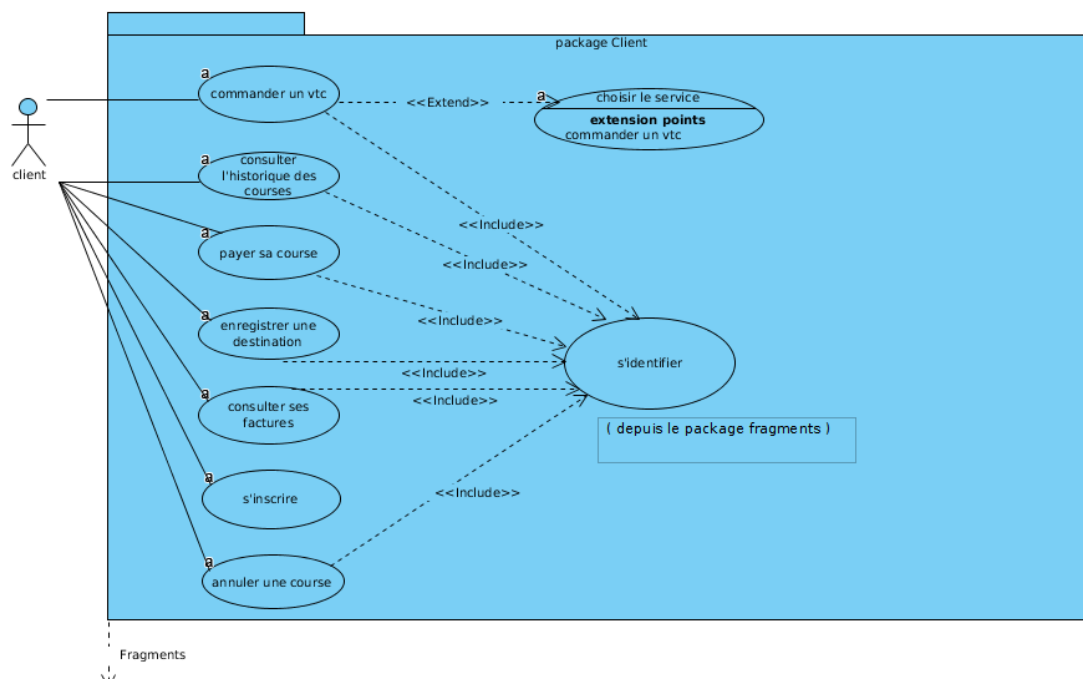 package Client
a
commander un vtc
<<Extend>>
a
choisir le service
extension points
commander un vtc
client
a
consulter
l'historique des
courses
<<Include>>
a
payer sa course
<<Include>>
a
enregistrer une
destination
<<Include>>
s'identifier
<<Include>>
a
consulter ses
factures
<<Include>>
( depuis le package fragments )
a
s'inscrire
<<Include>>
a
annuler une course
Fragments